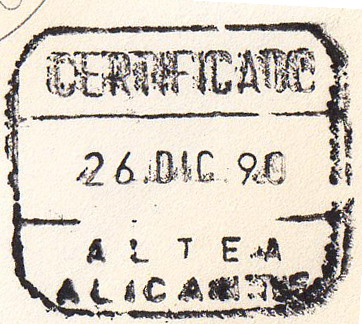 CERTIFICADO
26 DIC 90
ALTEA
ALICANTE